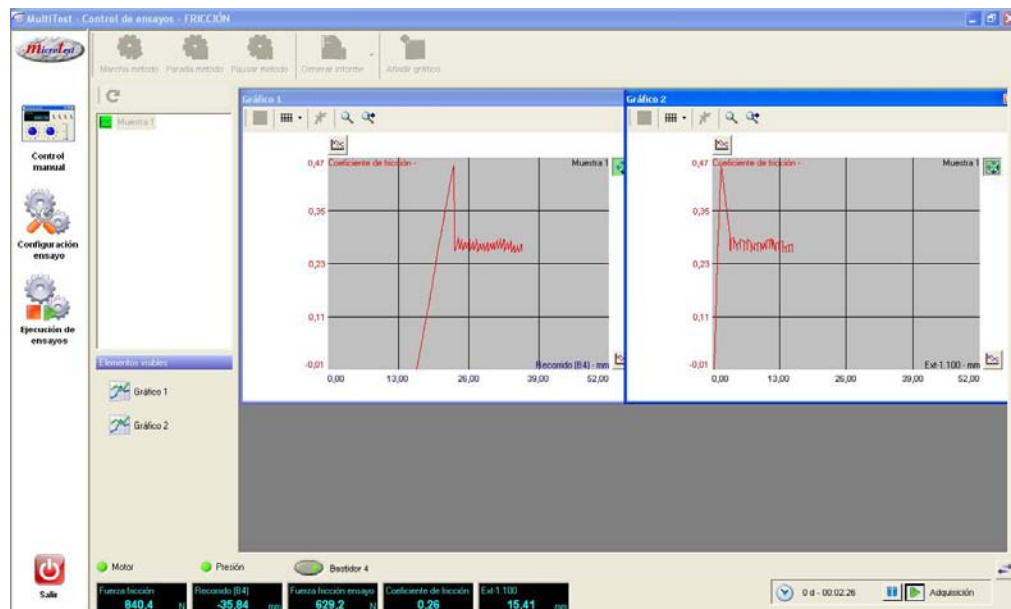 MultiTest - Control de ensayos - FRICCIÓN
MicroTest
Marcha método Parada método Pausar método Generar informe Añadir gráfico
Muestra 1
Control manual
Configuración ensayo
Ejecución de ensayos
Salir
Elementos visibles
Gráfico 1
Gráfico 2
Gráfico 1
0,47 Coeficiente de fricción - Muestra 1
0,35
0,23
0,11
-0,01 Recorrido (B4) - mm
0,00 13,00 26,00 39,00 52,00
Gráfico 2
0,47 Coeficiente de fricción - Muestra 1
0,35
0,23
0,11
-0,01 Ext-1.100 - mm
0,00 13,00 26,00 39,00 52,00
Motor Presión Bastidor 4
Fuerza fricción Recorrido (B4) Fuerza fricción ensayo Coeficiente de fricción Ext-1.100
840,4 N -35,84 mm 629,2 N 0,26 15,41 mm
0 d - 00:02:26 Adquisición